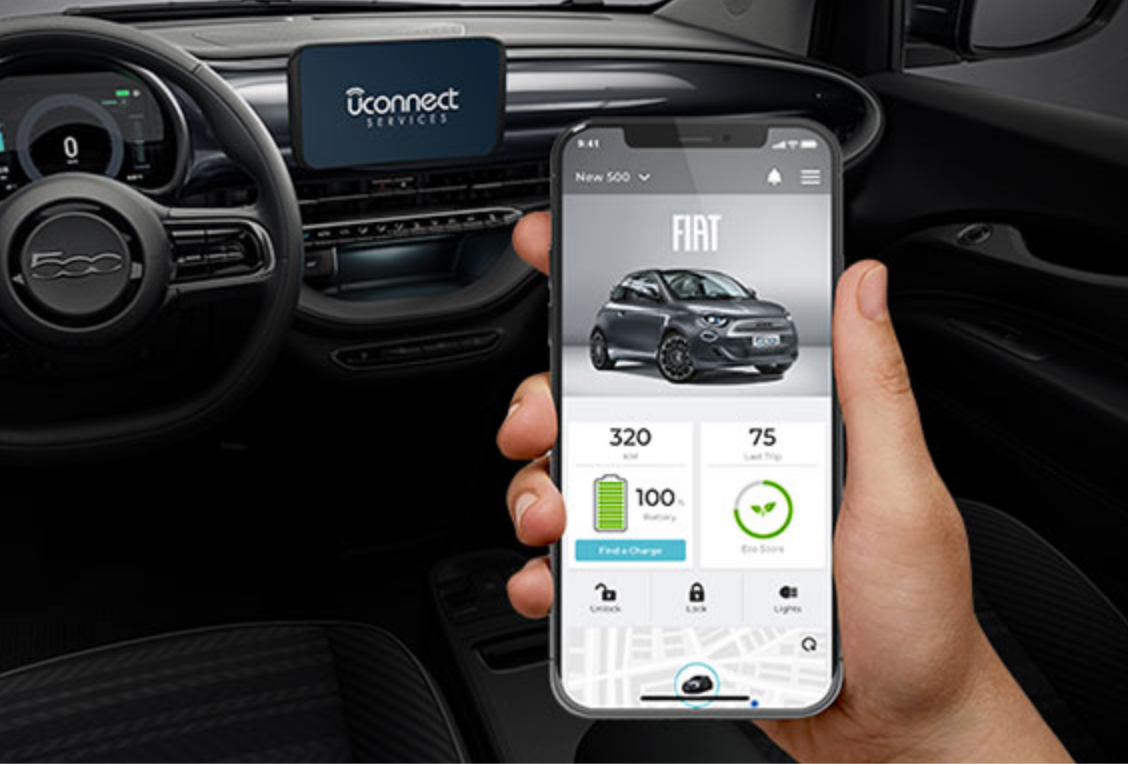 uconnect
SERVICES
0
500
9:41
New 500
FIAT
320
KM
75
Last Trip
100 %
Battery
Eco Score
Find a Charge
Unlock
Lock
Lights